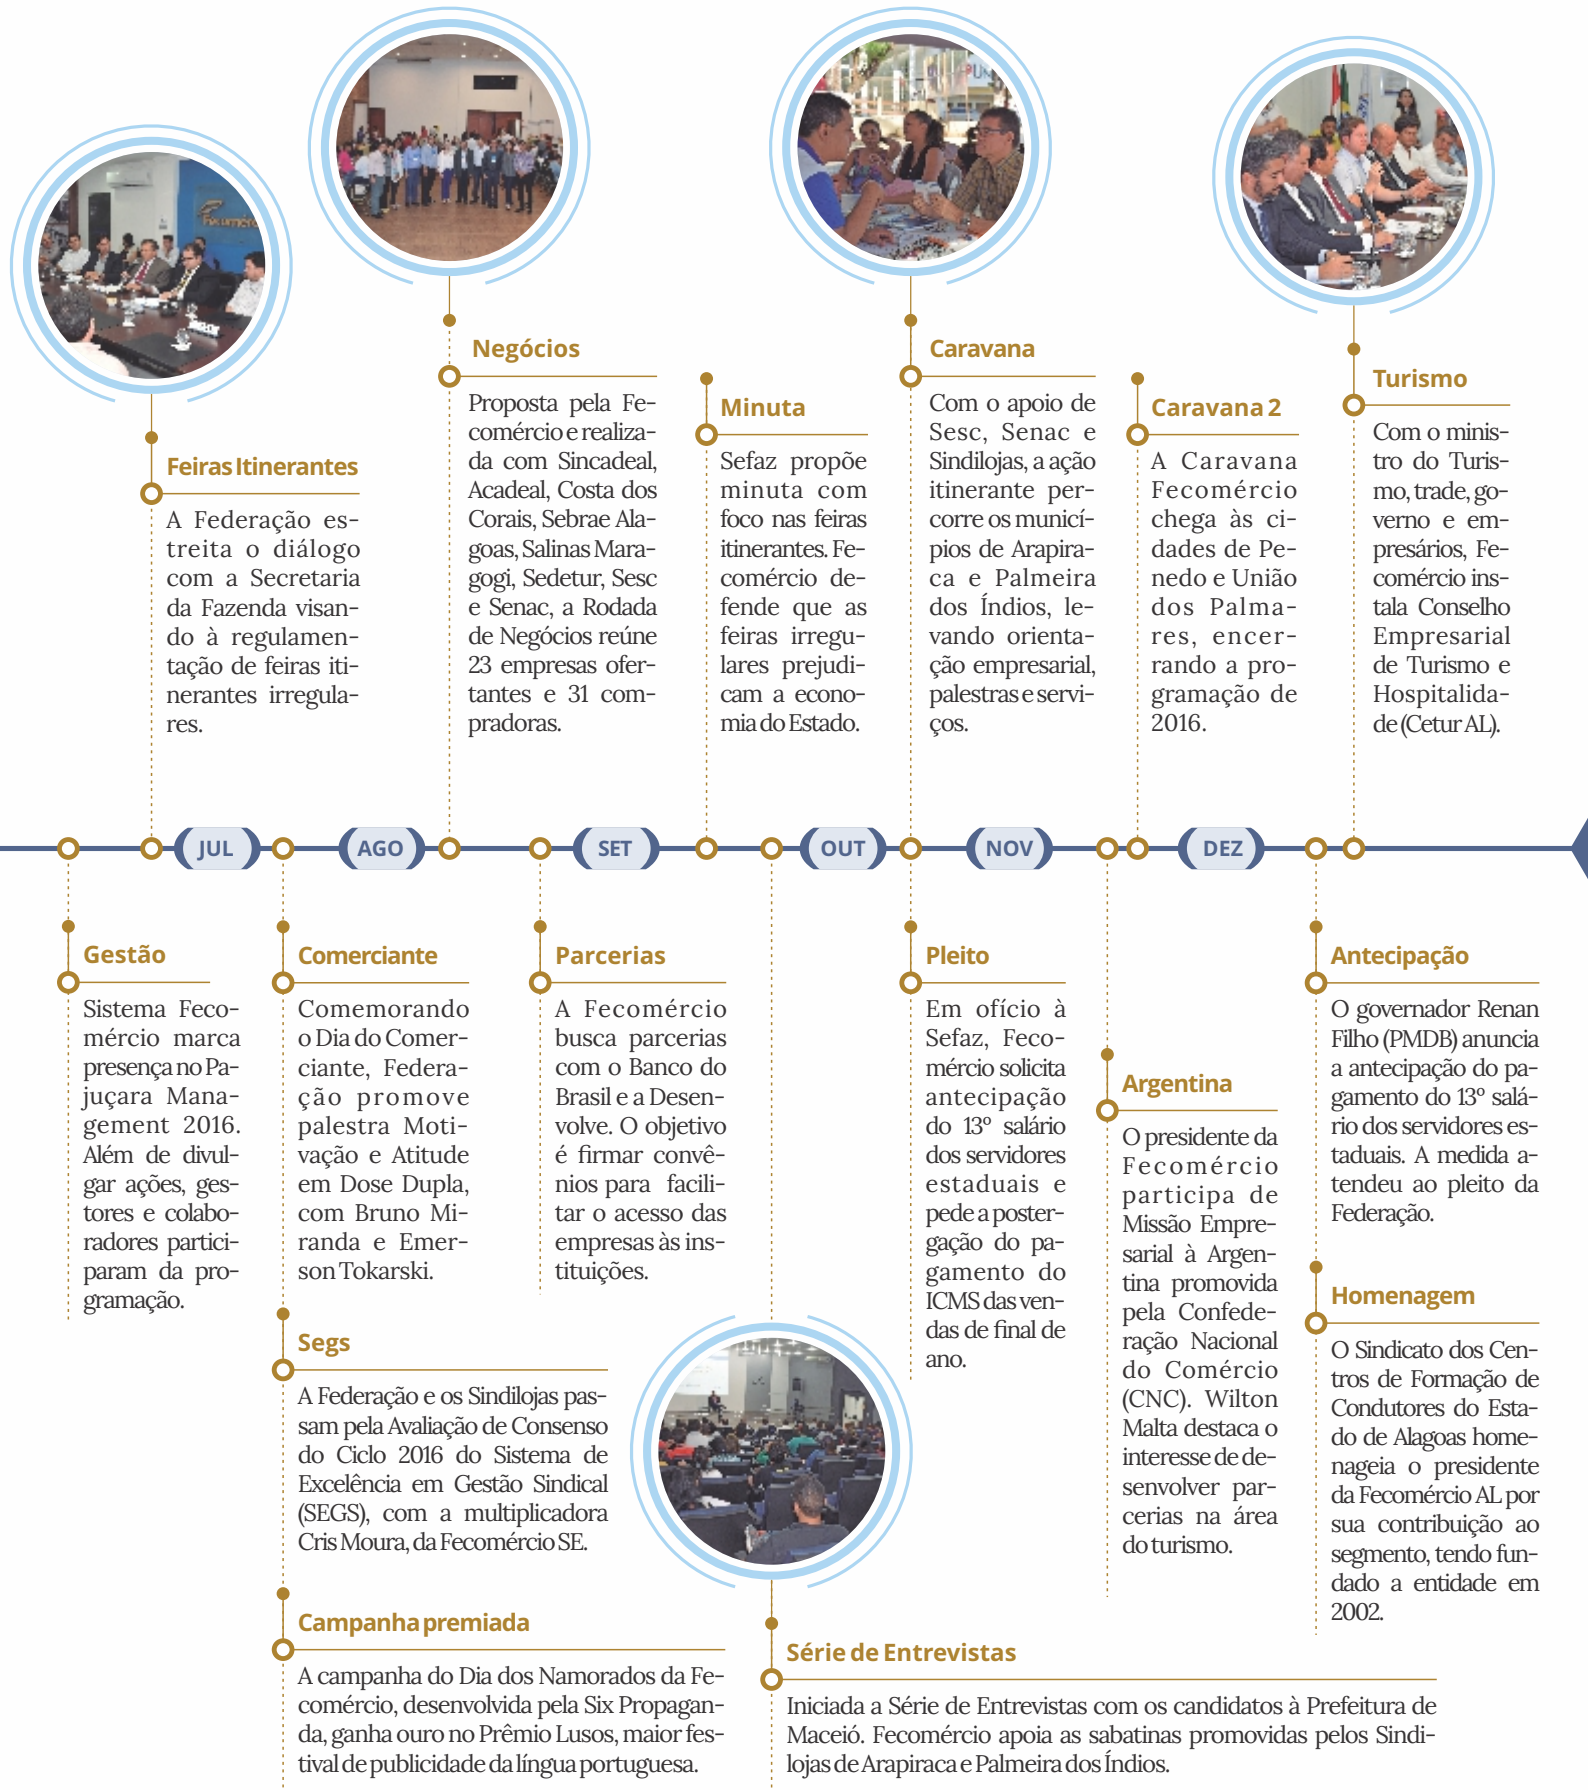 Feiras Itinerantes
A Federação es-
treita o diálogo
com a Secretaria
da Fazenda visan-
do à regulamen-
tação de feiras iti-
nerantes irregula-
res.
Negócios
Proposta pela Fe-
comércio e realiza-
da com Sincadeal,
Acadeal, Costa dos
Corais, Sebrae Ala-
goas, Salinas Mara-
gogi, Sedetur, Sesc
e Senac, a Rodada
de Negócios reúne
23 empresas ofer-
tantes e 31 com-
pradoras.
Minuta
Sefaz propõe
minuta com
foco nas feiras
itinerantes. Fe-
comércio de-
fende que as
feiras irregu-
lares prejudi-
cam a econo-
mia do Estado.
Caravana
Com o apoio de
Sesc, Senac e
Sindilojas, a ação
itinerante per-
corre os municí-
pios de Arapira-
ca e Palmeira
dos Índios, le-
vando orienta-
ção empresarial,
palestras e servi-
ços.
Caravana 2
A Caravana
Fecomércio
chega às ci-
dades de Pe-
nedo e União
dos Palma-
res, encer-
rando a pro-
gramação de
2016.
Turismo
Com o minis-
tro do Turis-
mo, trade, go-
verno e em-
presários, Fe-
comércio ins-
tala Conselho
Empresarial
de Turismo e
Hospitalida-
de (Cetur AL).
JUL
AGO
SET
OUT
NOV
DEZ
Gestão
Sistema Feco-
mércio marca
presença no Pa-
juçara Mana-
gement 2016.
Além de divul-
gar ações, ges-
tores e colabo-
radores partici-
param da pro-
gramação.
Comerciante
Comemorando
o Dia do Comer-
ciante, Federa-
ção promove
palestra Moti-
vação e Atitude
em Dose Dupla,
com Bruno Mi-
randa e Emer-
son Tokarski.
Segs
A Federação e os Sindilojas pas-
sam pela Avaliação de Consenso
do Ciclo 2016 do Sistema de
Excelência em Gestão Sindical
(SEGS), com a multiplicadora
Cris Moura, da Fecomércio SE.
Campanha premiada
A campanha do Dia dos Namorados da Fe-
comércio, desenvolvida pela Six Propagan-
da, ganha ouro no Prêmio Lusos, maior fes-
tival de publicidade da língua portuguesa.
Parcerias
A Fecomércio
busca parcerias
com o Banco do
Brasil e a Desen-
volve. O objetivo
é firmar convê-
nios para facili-
tar o acesso das
empresas às ins-
tituições.
Série de Entrevistas
Iniciada a Série de Entrevistas com os candidatos à Prefeitura de
Maceió. Fecomércio apoia as sabatinas promovidas pelos Sindi-
lojas de Arapiraca e Palmeira dos Índios.
Pleito
Em ofício à
Sefaz, Feco-
mércio solicita
antecipação
do 13º salário
dos servidores
estaduais e
pede a poster-
gação do pa-
gamento do
ICMS das ven-
das de final de
ano.
Argentina
O presidente da
Fecomércio
participa de
Missão Empre-
sarial à Argen-
tina promovida
pela Confede-
ração Nacional
do Comércio
(CNC). Wilton
Malta destaca o
interesse de de-
senvolver par-
cerias na área
do turismo.
Antecipação
O governador Renan
Filho (PMDB) anuncia
a antecipação do pa-
gamento do 13º salá-
rio dos servidores es-
taduais. A medida a-
tendeu ao pleito da
Federação.
Homenagem
O Sindicato dos Cen-
tros de Formação de
Condutores do Esta-
do de Alagoas home-
nageia o presidente
da Fecomércio AL por
sua contribuição ao
segmento, tendo fun-
dado a entidade em
2002.